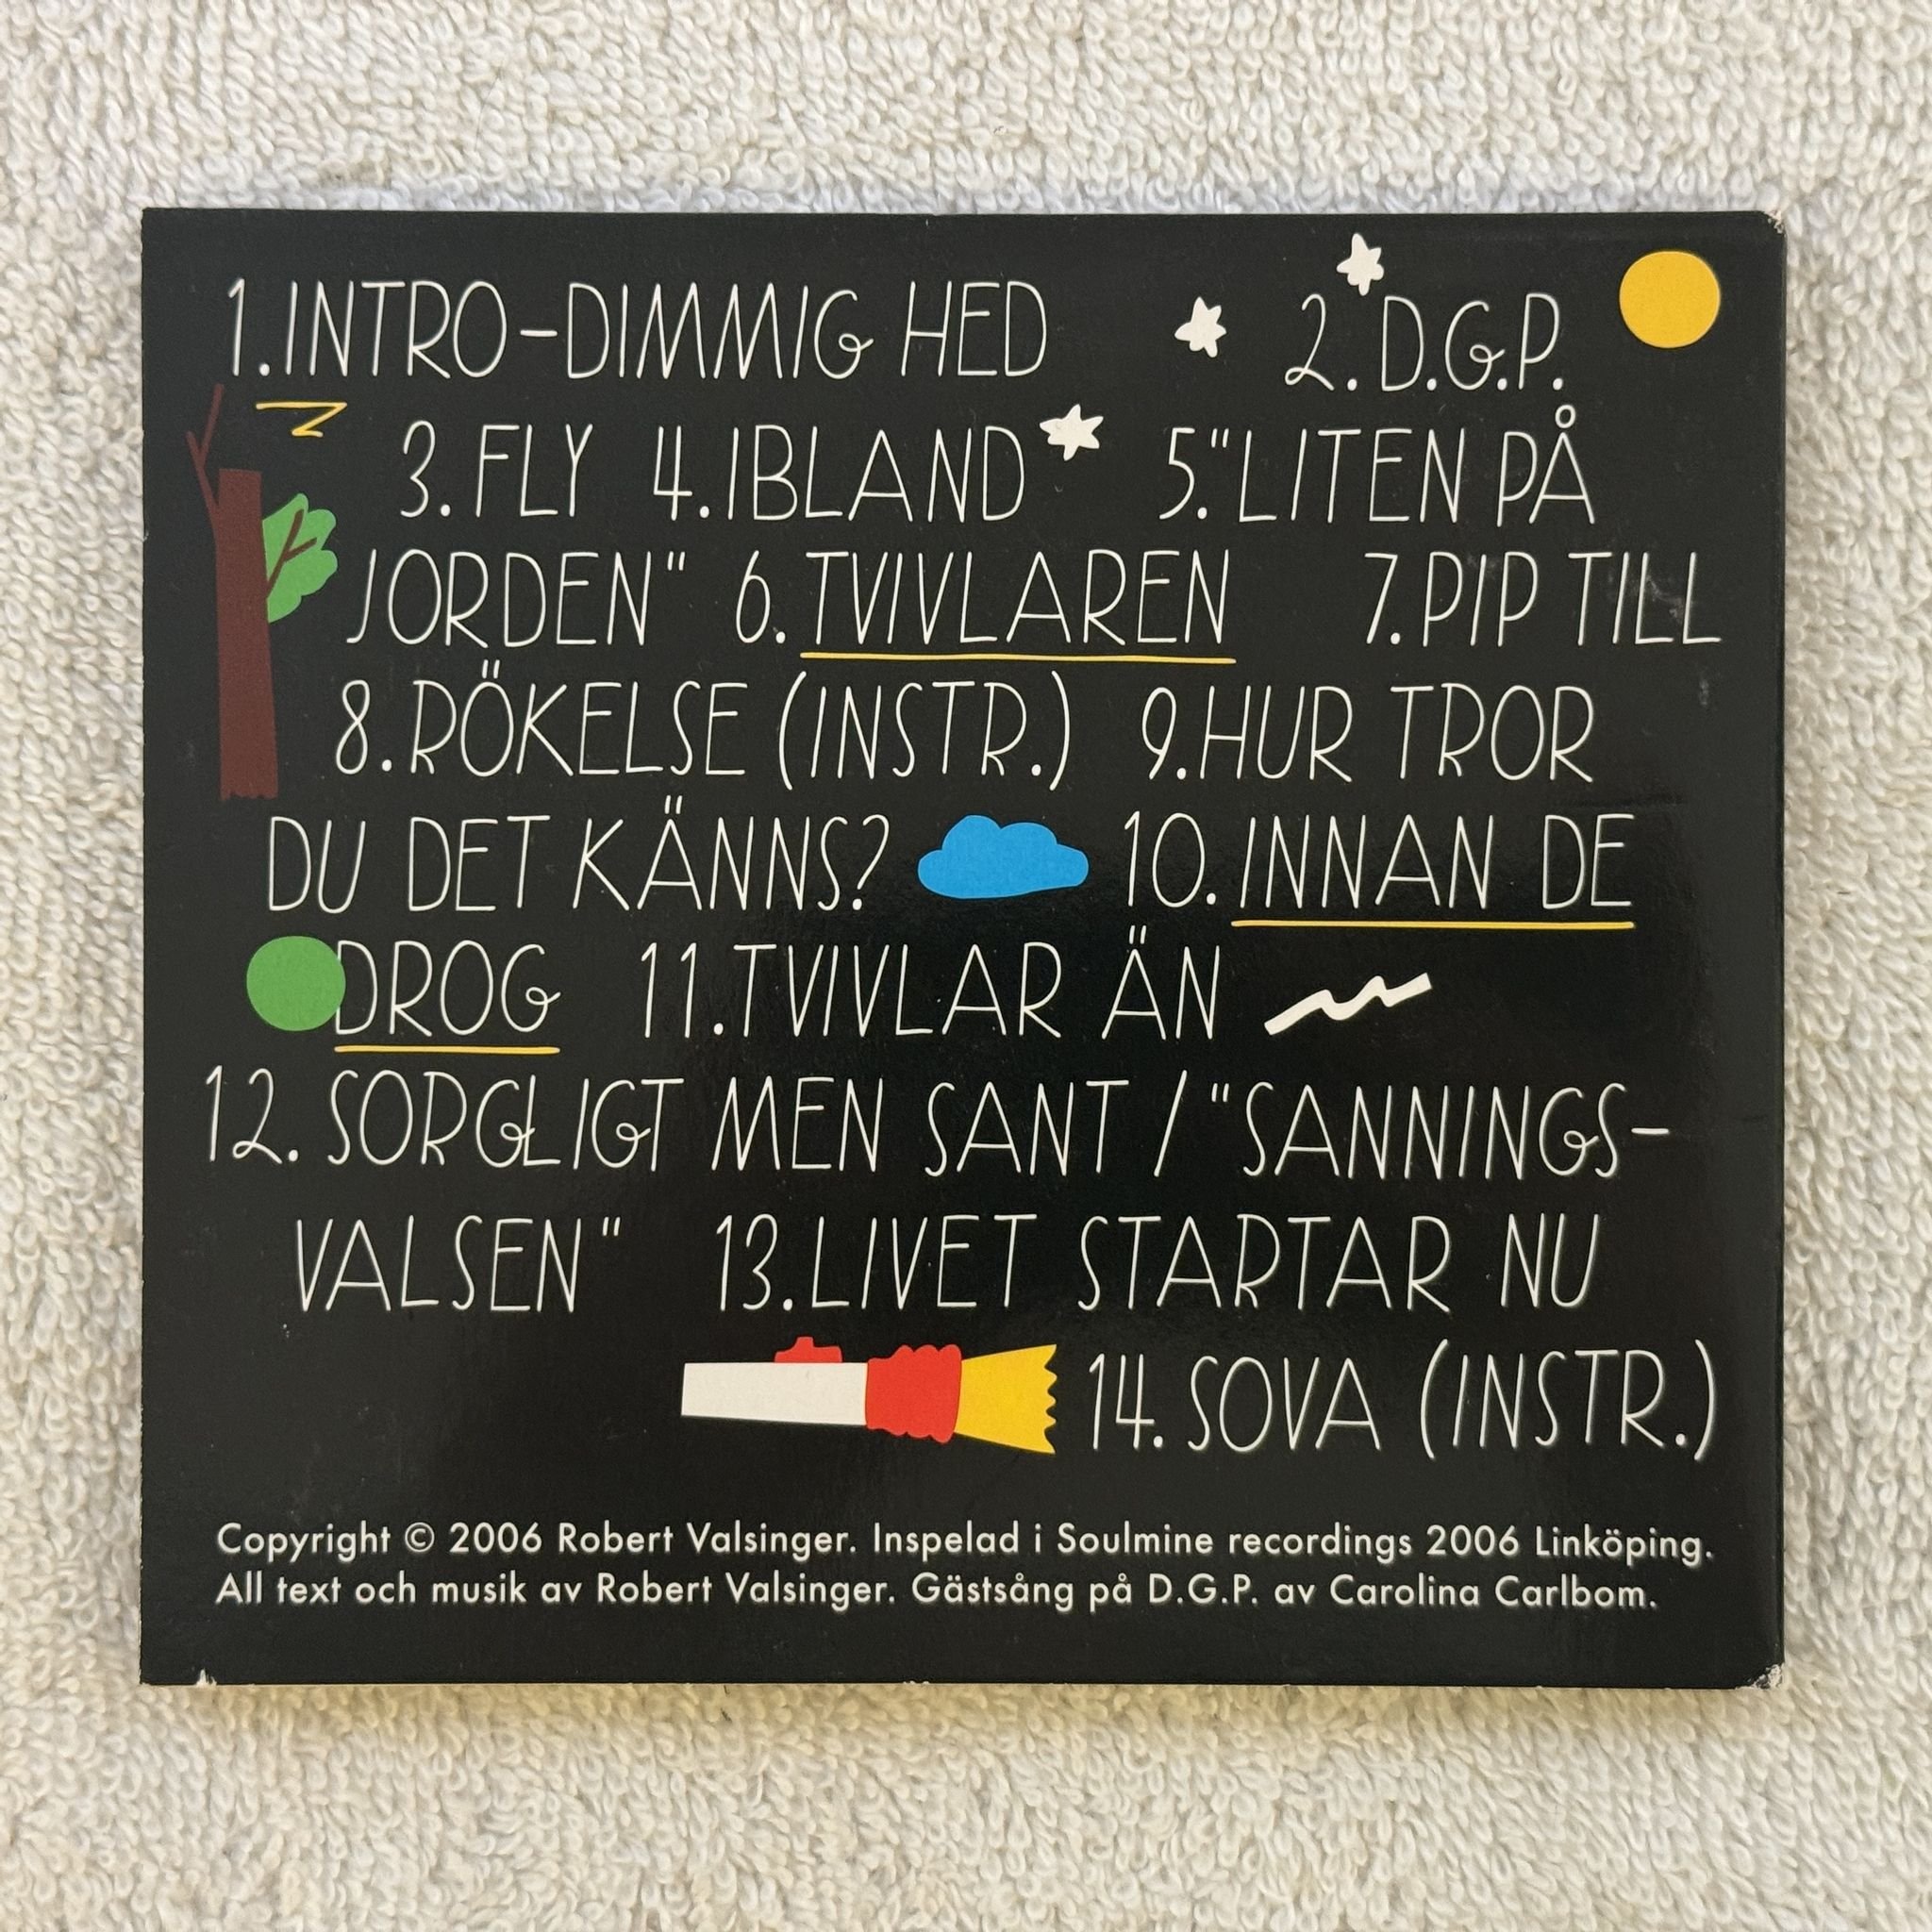 1.INTRO-DIMMIG HED 2.D.G.P.
3.FLY 4.IBLAND 5."LITEN PÅ
JORDEN" 6.TVIVLAREN 7.PIP TILL
8.RÖKELSE (INSTR.) 9.HUR TROR
DU DET KÄNNS? 10.INNAN DE
DROG 11.TVIVLAR ÄN
12. SORGLIGT MEN SANT / "SANNINGS-
VALSEN" 13.LIVET STARTAR NU
14. SOVA (INSTR.)
Copyright © 2006 Robert Valsinger. Inspelad i Soulmine recordings 2006 Linköping.
All text och musik av Robert Valsinger. Gästsång på D.G.P. av Carolina Carlbom.